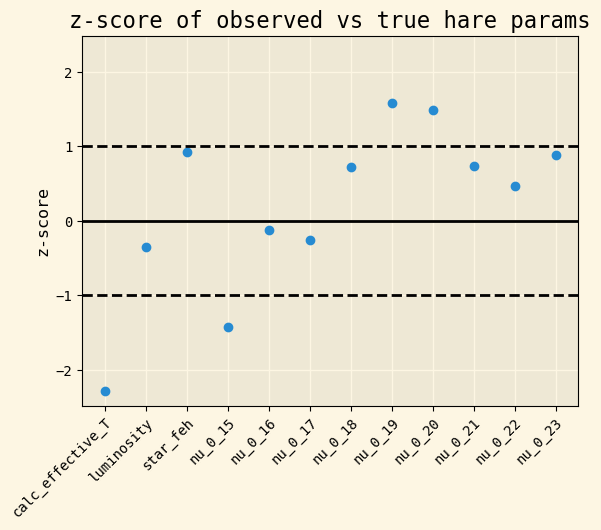 z-score of observed vs true hare params
z-score
2
1
0
−1
−2
calc_effective_T
luminosity
star_feh
nu_0_15
nu_0_16
nu_0_17
nu_0_18
nu_0_19
nu_0_20
nu_0_21
nu_0_22
nu_0_23